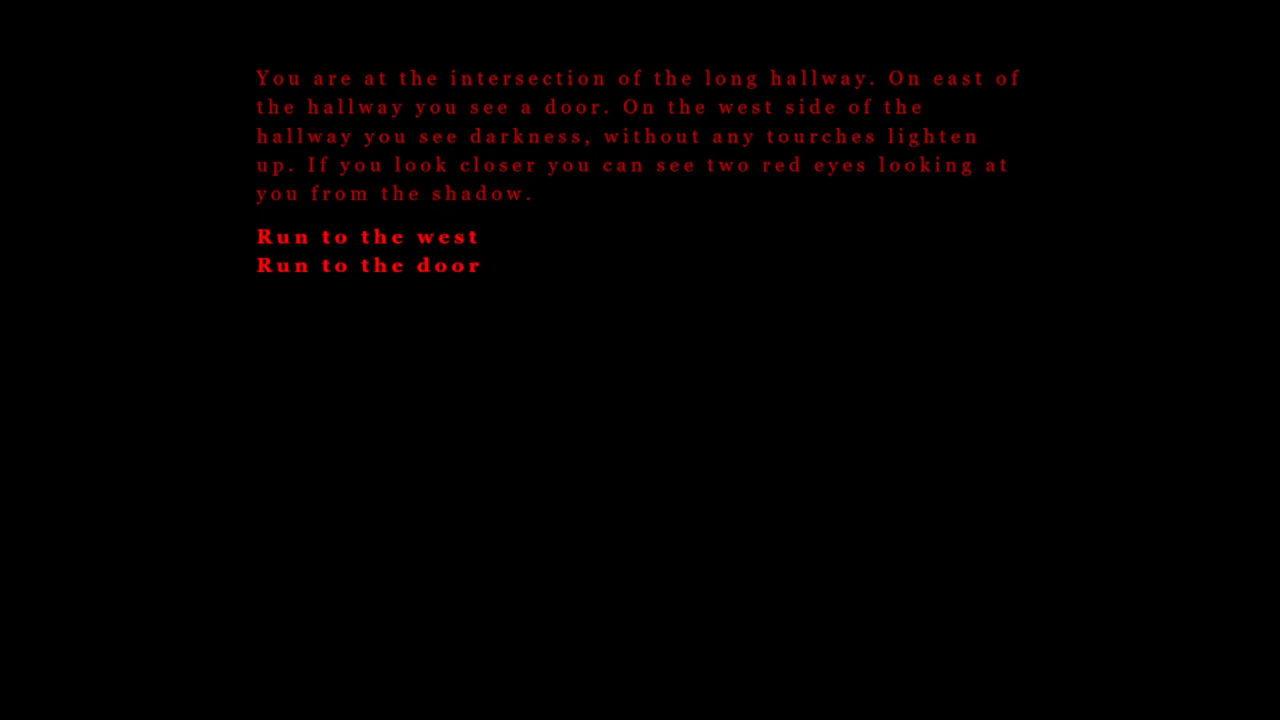 You are at the intersection of the long hallway. On east of
the hallway you see a door. On the west side of the
hallway you see darkness, without any tourches lighten
up. If you look closer you can see two red eyes looking at
you from the shadow.
Run to the west
Run to the door